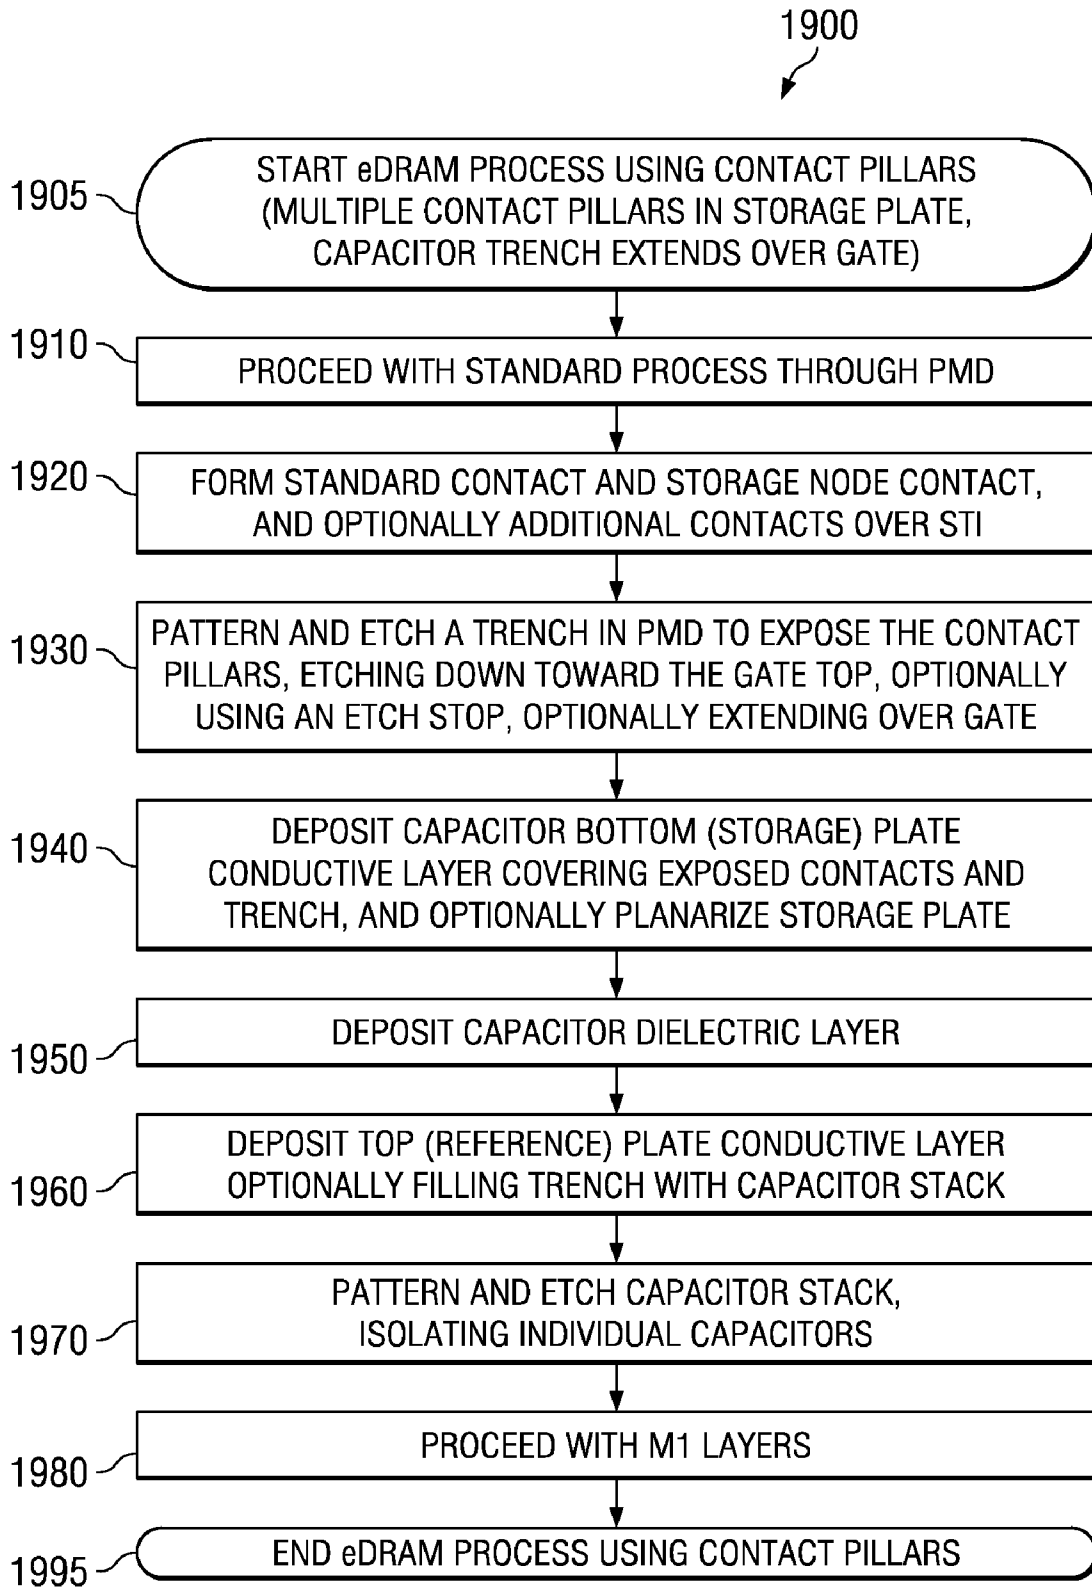 1900
1905
START eDRAM PROCESS USING CONTACT PILLARS
(MULTIPLE CONTACT PILLARS IN STORAGE PLATE,
CAPACITOR TRENCH EXTENDS OVER GATE)
1910
PROCEED WITH STANDARD PROCESS THROUGH PMD
1920
FORM STANDARD CONTACT AND STORAGE NODE CONTACT,
AND OPTIONALLY ADDITIONAL CONTACTS OVER STI
1930
PATTERN AND ETCH A TRENCH IN PMD TO EXPOSE THE CONTACT
PILLARS, ETCHING DOWN TOWARD THE GATE TOP, OPTIONALLY
USING AN ETCH STOP, OPTIONALLY EXTENDING OVER GATE
1940
DEPOSIT CAPACITOR BOTTOM (STORAGE) PLATE
CONDUCTIVE LAYER COVERING EXPOSED CONTACTS AND
TRENCH, AND OPTIONALLY PLANARIZE STORAGE PLATE
1950
DEPOSIT CAPACITOR DIELECTRIC LAYER
1960
DEPOSIT TOP (REFERENCE) PLATE CONDUCTIVE LAYER
OPTIONALLY FILLING TRENCH WITH CAPACITOR STACK
1970
PATTERN AND ETCH CAPACITOR STACK,
ISOLATING INDIVIDUAL CAPACITORS
1980
PROCEED WITH M1 LAYERS
1995
END eDRAM PROCESS USING CONTACT PILLARS